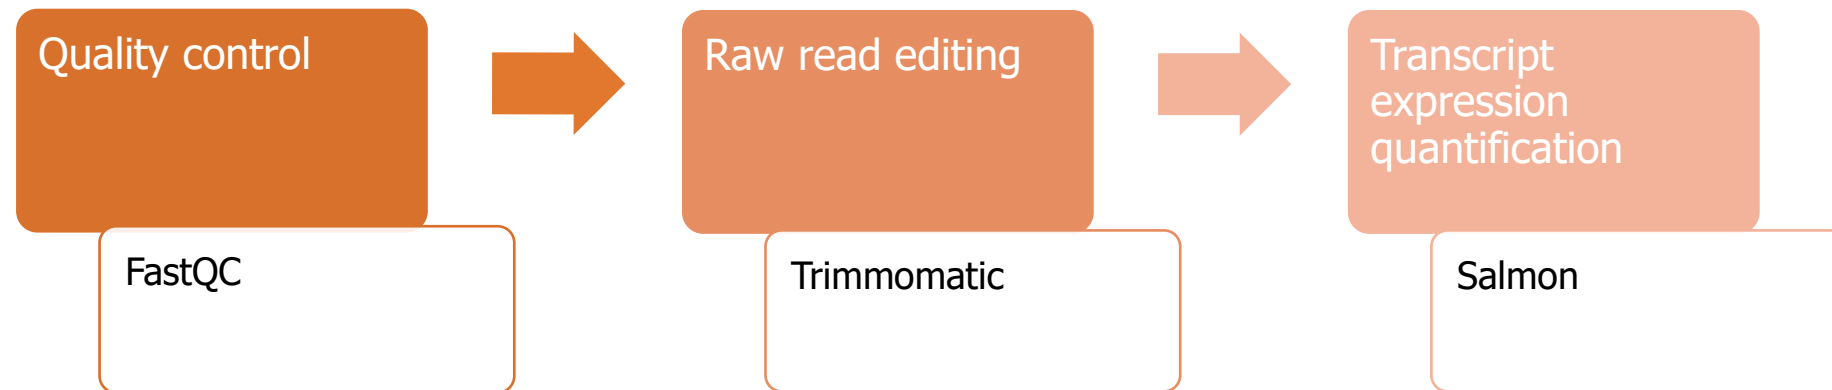 Quality control
FastQC
Raw read editing
Trimmomatic
Transcript
expression
quantification
Salmon